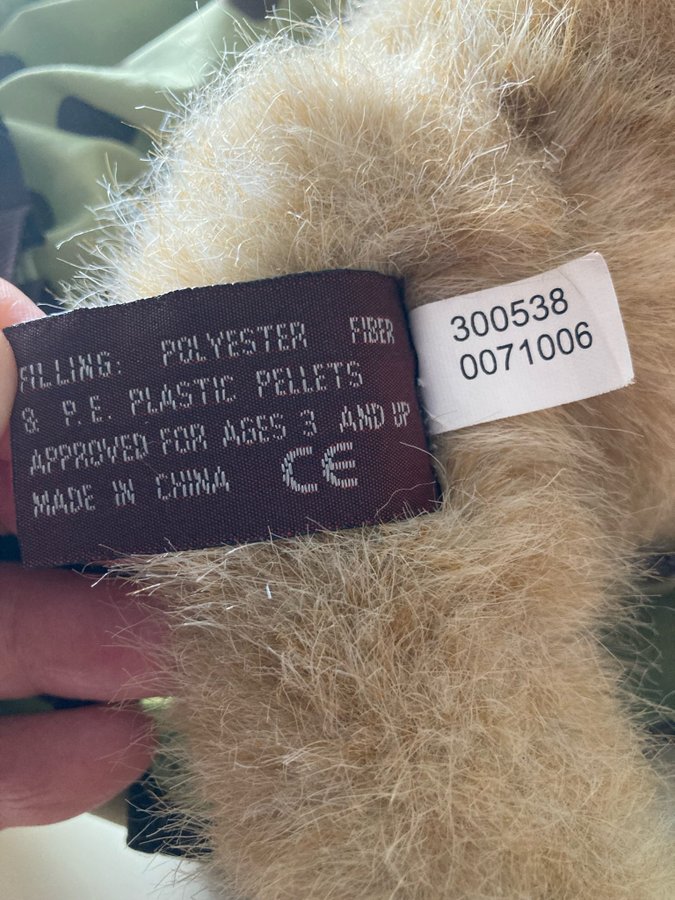 FILLING: POLYESTER FIBER
& P.E. PLASTIC PELLETS
APPROVED FOR AGES 3 AND UP
MADE IN CHINA CE
300538
0071006